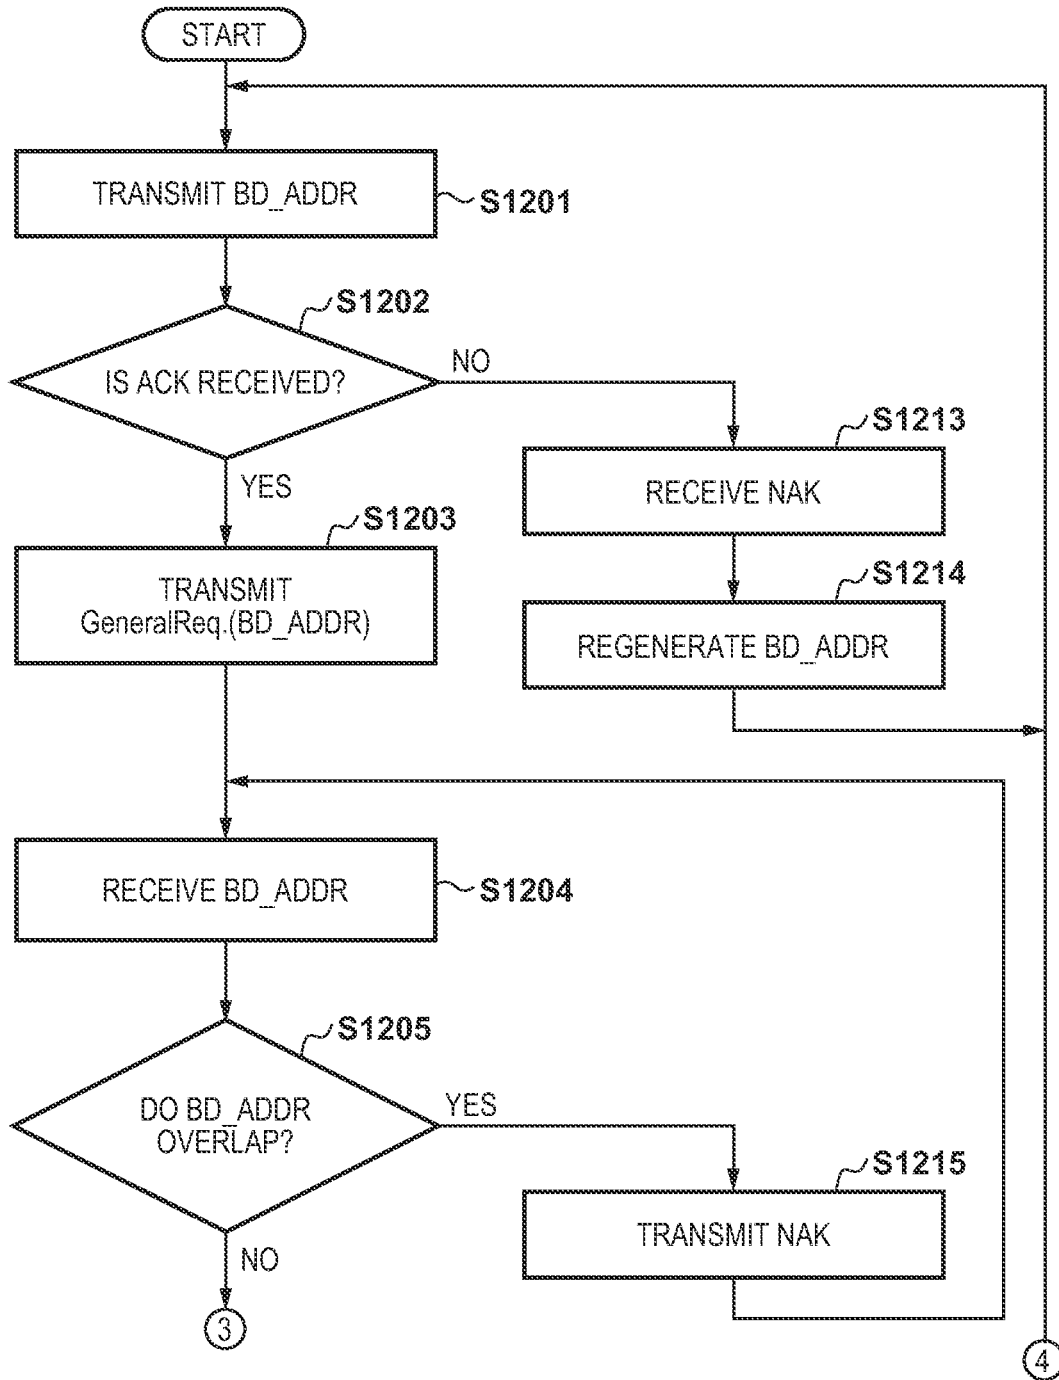 START
TRANSMIT BD_ADDR
S1201
S1202
IS ACK RECEIVED?
NO
YES
S1213
RECEIVE NAK
S1203
TRANSMIT
GeneralReq.(BD_ADDR)
S1214
REGENERATE BD_ADDR
RECEIVE BD_ADDR
S1204
S1205
DO BD_ADDR
OVERLAP?
YES
NO
S1215
TRANSMIT NAK
3
4